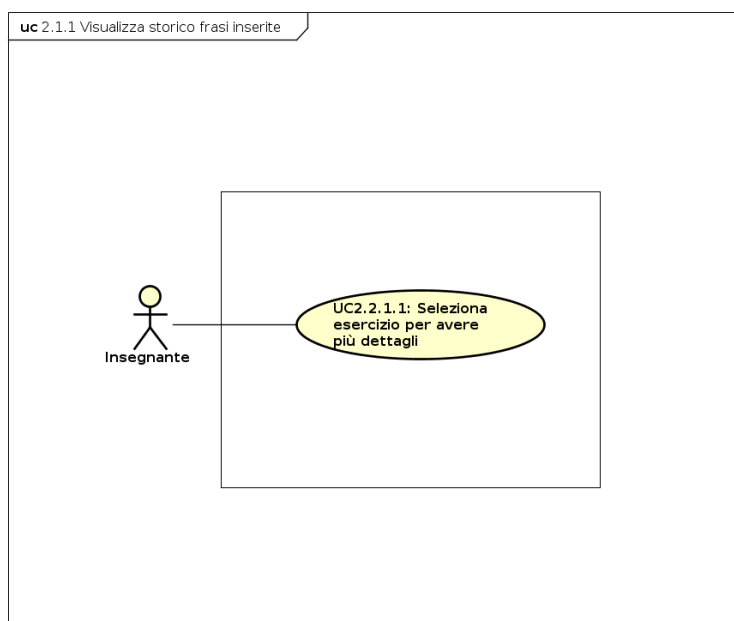 uc 2.1.1 Visualizza storico frasi inserite
UC2.2.1.1: Seleziona
esercizio per avere
più dettagli
Insegnante